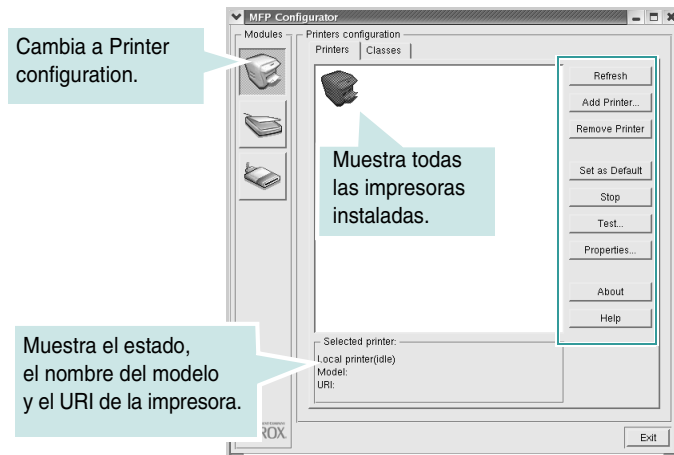 MFP Configurator
Modules
Printers configuration
Printers
Classes
Cambia a Printer
configuration.
Refresh
Add Printer...
Remove Printer
Muestra todas
las impresoras
instaladas.
Set as Default
Stop
Test...
Properties...
About
Help
Muestra el estado,
el nombre del modelo
y el URI de la impresora.
Selected printer:
Local printer(idle)
Model:
URI:
ROX
Exit